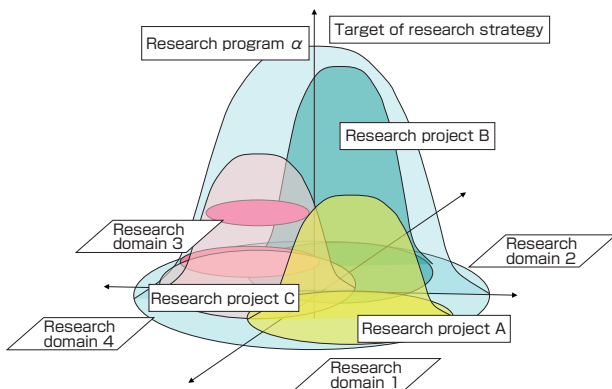 Target of research strategy
Research program α
Research project B
Research
domain 3
Research
domain 2
Research project C
Research project A
Research
domain 4
Research
domain 1